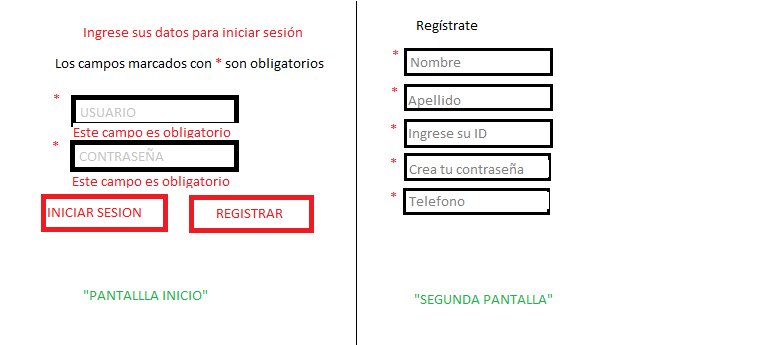 Ingrese sus datos para iniciar sesión
Los campos marcados con * son obligatorios
* USUARIO
Este campo es obligatorio
* CONTRASEÑA
Este campo es obligatorio
INICIAR SESION
REGISTRAR
"PANTALLLA INICIO"
Regístrate
* Nombre
* Apellido
* Ingrese su ID
* Crea tu contraseña
* Telefono
"SEGUNDA PANTALLA"